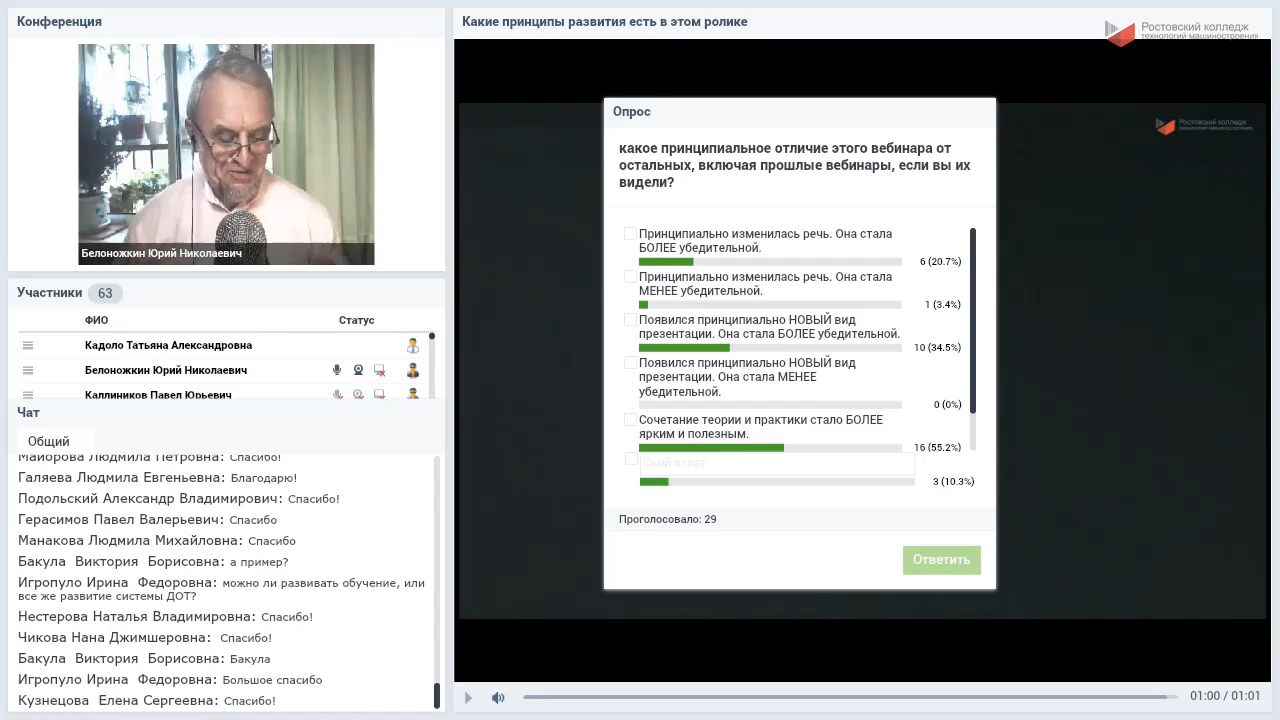 Конференция
Белоножкин Юрий Николаевич
Участники 63
ФИО Статус
Кадоло Татьяна Александровна
Белоножкин Юрий Николаевич
Каллиников Павел Юрьевич
Чат
Общий
Майорова Людмила Петровна: Спасибо!
Галяева Людмила Евгеньевна: Благодарю!
Подольский Александр Владимирович: Спасибо!
Герасимов Павел Валерьевич: Спасибо
Манакова Людмила Михайловна: Спасибо
Бакула Виктория Борисовна: а пример?
Игропуло Ирина Федоровна: можно ли развивать обучение, или
все же развитие системы ДОТ?
Нестерова Наталья Владимировна: Спасибо!
Чикова Нана Джимшеровна: Спасибо!
Бакула Виктория Борисовна: Бакула
Игропуло Ирина Федоровна: Большое спасибо
Кузнецова Елена Сергеевна: Спасибо!
Какие принципы развития есть в этом ролике
Ростовский колледж
технологий машиностроения
Ростовский колледж
технологий машиностроения
Опрос
какое принципиальное отличие этого вебинара от
остальных, включая прошлые вебинары, если вы их
видели?
Принципиально изменилась речь. Она стала
БОЛЕЕ убедительной.
6 (20.7%)
Принципиально изменилась речь. Она стала
МЕНЕЕ убедительной.
1 (3.4%)
Появился принципиально НОВЫЙ вид
презентации. Она стала БОЛЕЕ убедительной.
10 (34.5%)
Появился принципиально НОВЫЙ вид
презентации. Она стала МЕНЕЕ
убедительной.
0 (0%)
Сочетание теории и практики стало БОЛЕЕ
ярким и полезным.
16 (55.2%)
Свой ответ
3 (10.3%)
Проголосовало: 29
Ответить
01:00 / 01:01